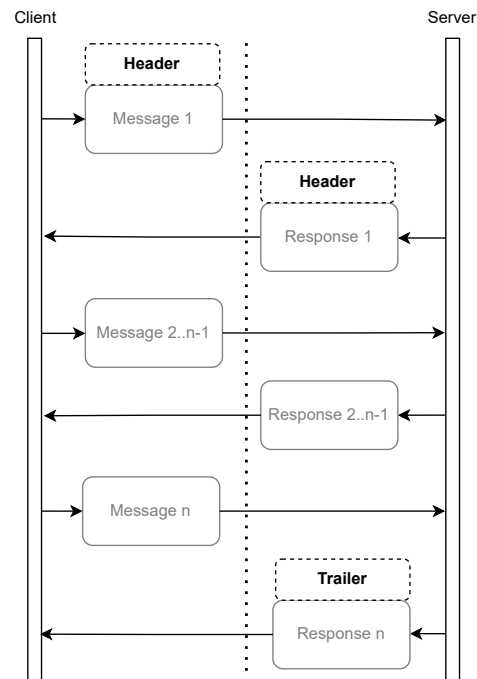 Client
Server
Header
Message 1
Header
Response 1
Message 2..n-1
Response 2..n-1
Message n
Trailer
Response n